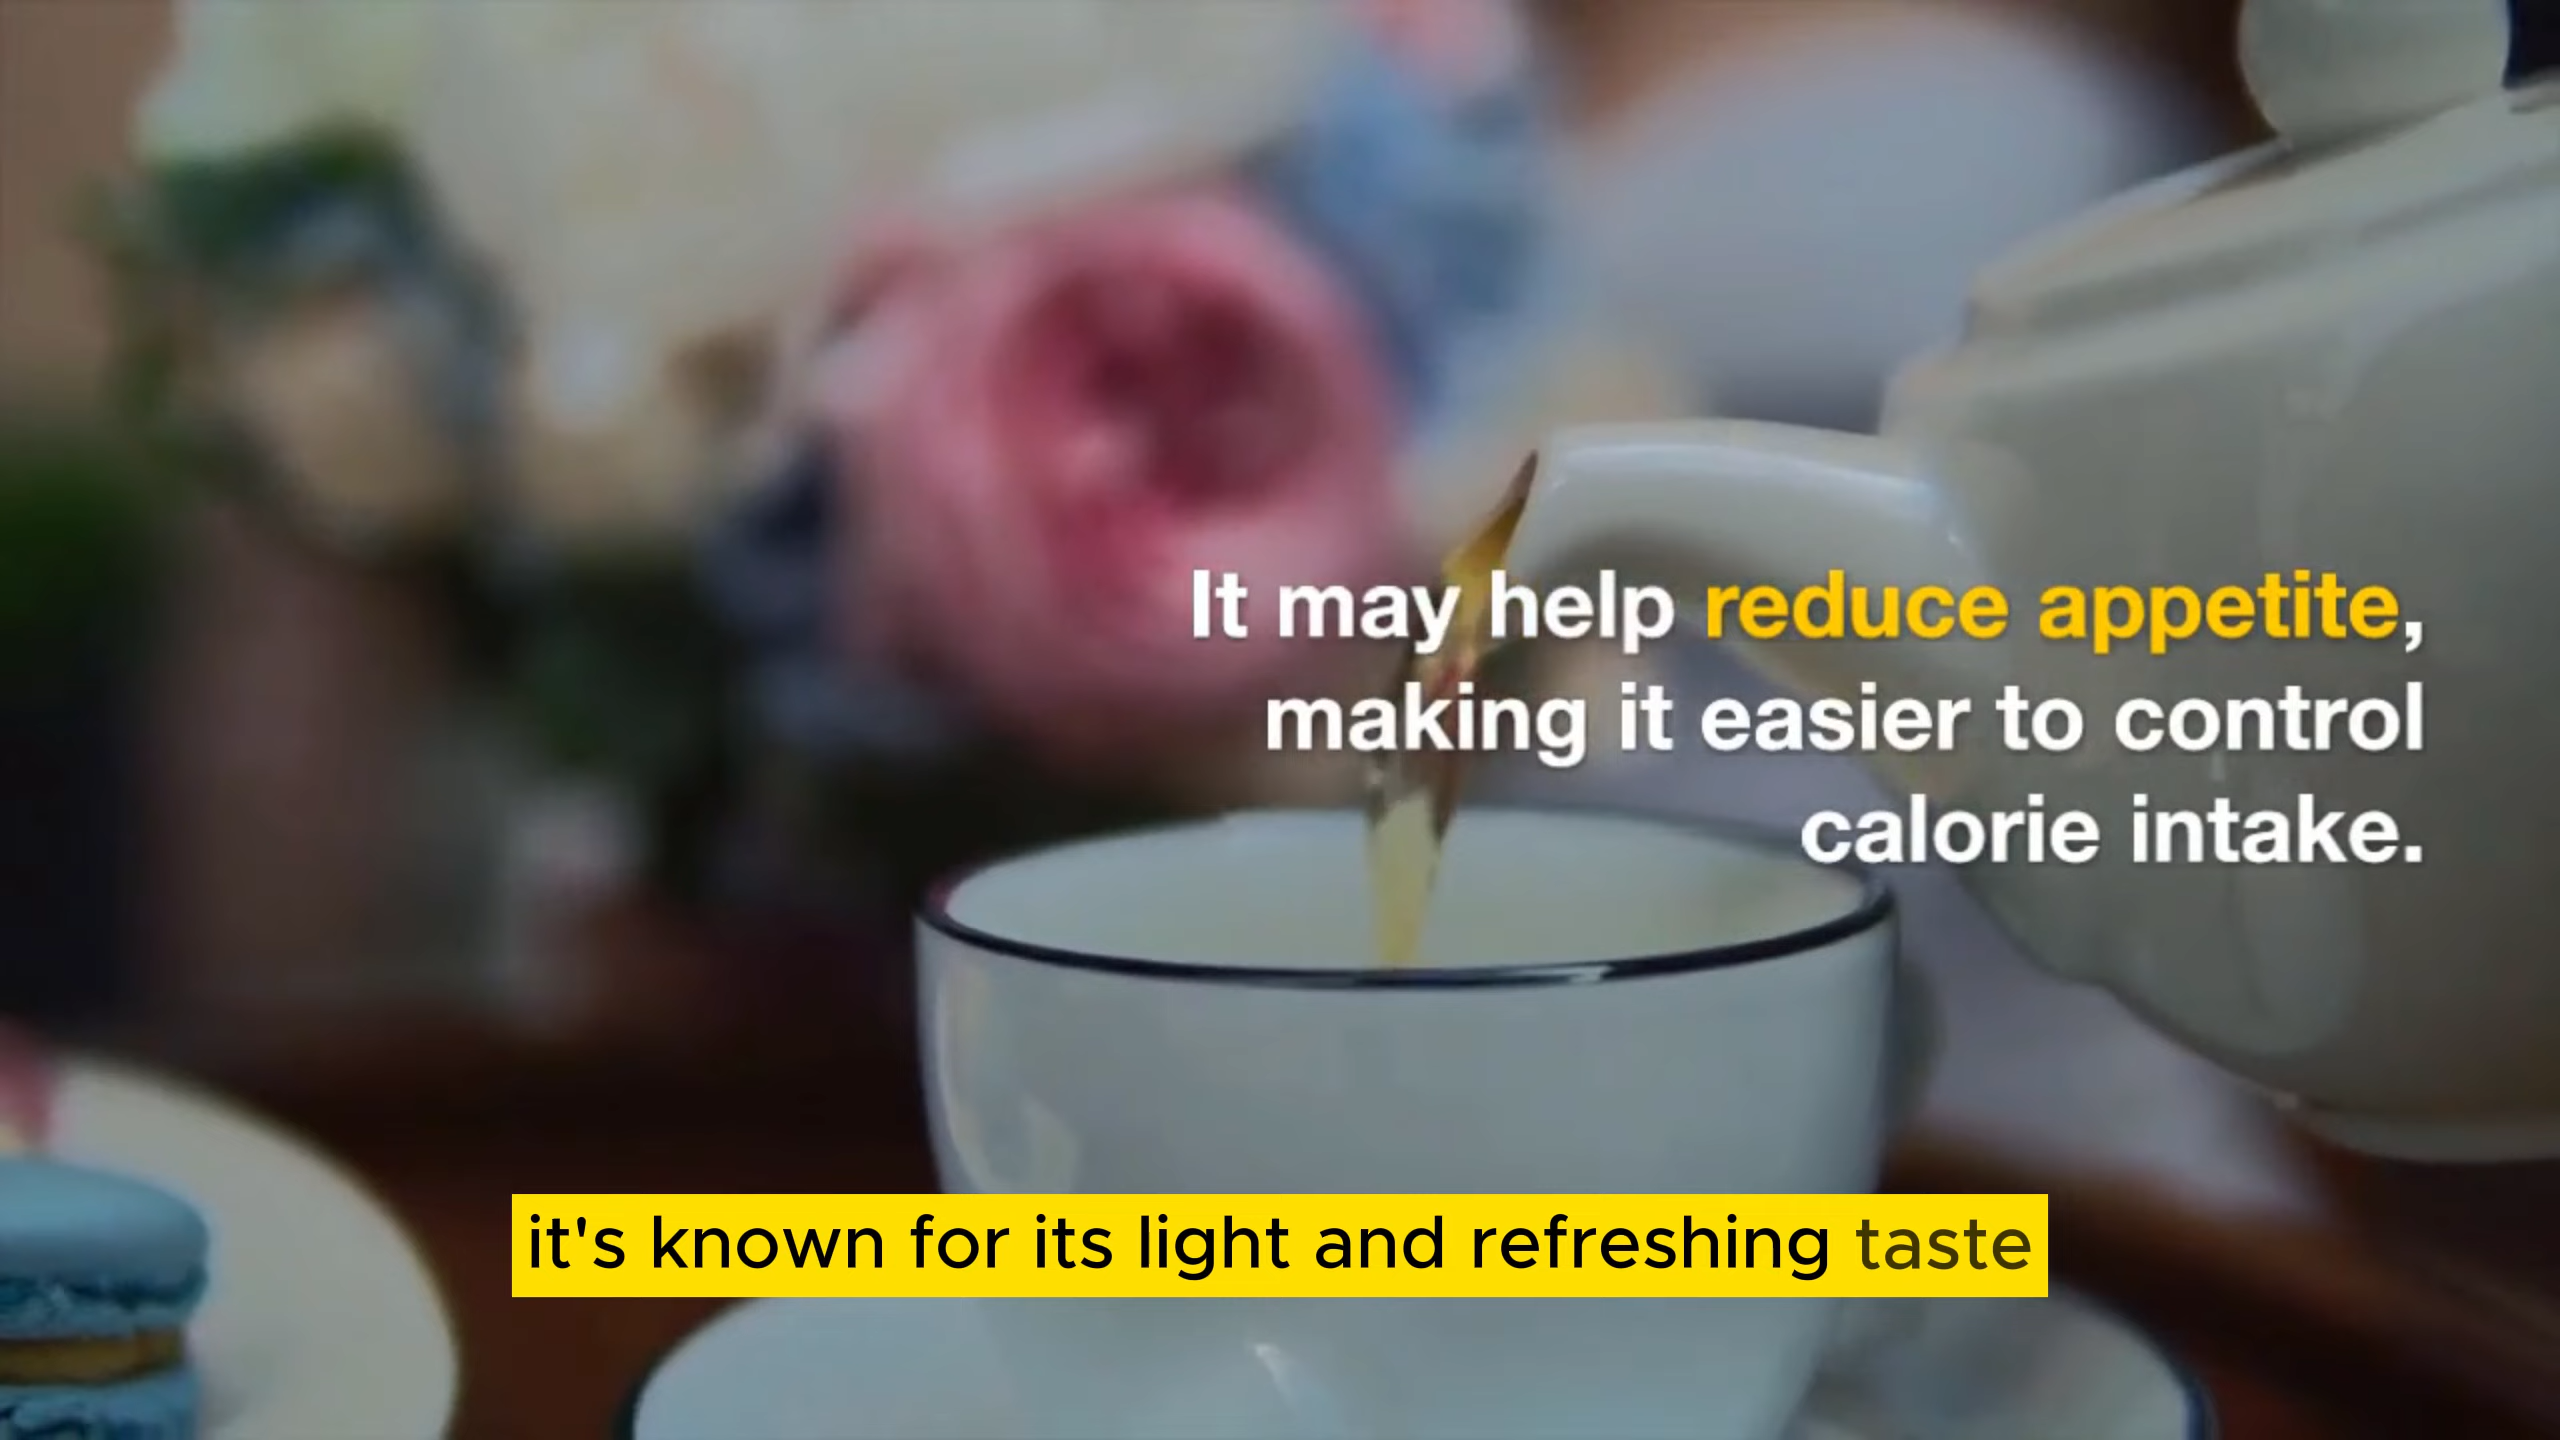 It may help reduce appetite,
making it easier to control
calorie intake.
it's known for its light and refreshing taste